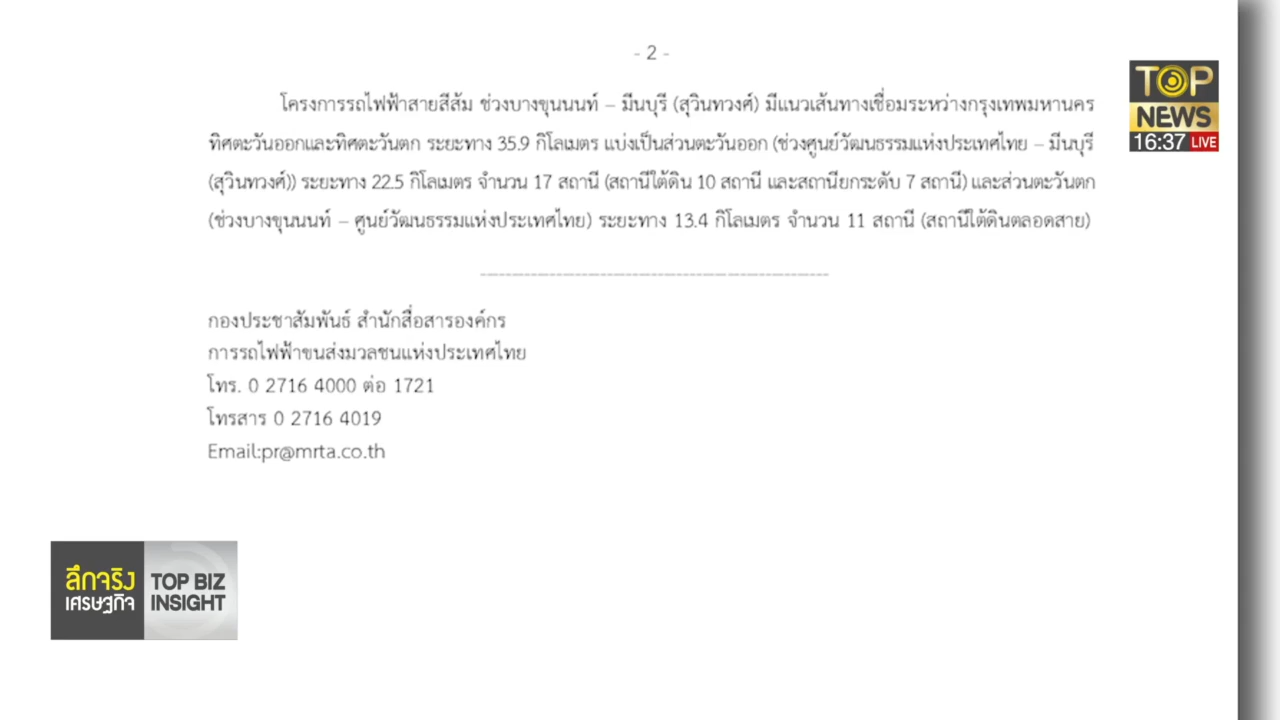 - 2 -
โครงการรถไฟฟ้าสายสีส้ม ช่วงบางขุนนนท์ – มีนบุรี (สุวินทวงศ์) มีแนวเส้นทางเชื่อมระหว่างกรุงเทพมหานคร
ทิศตะวันออกและทิศตะวันตก ระยะทาง 35.9 กิโลเมตร แบ่งเป็นส่วนตะวันออก (ช่วงศูนย์วัฒนธรรมแห่งประเทศไทย – มีนบุรี
(สุวินทวงศ์)) ระยะทาง 22.5 กิโลเมตร จำนวน 17 สถานี (สถานีใต้ดิน 10 สถานี และสถานียกระดับ 7 สถานี) และส่วนตะวันตก
(ช่วงบางขุนนนท์ – ศูนย์วัฒนธรรมแห่งประเทศไทย) ระยะทาง 13.4 กิโลเมตร จำนวน 11 สถานี (สถานีใต้ดินตลอดสาย)
กองประชาสัมพันธ์ สำนักสื่อสารองค์กร
การรถไฟฟ้าขนส่งมวลชนแห่งประเทศไทย
โทร. 0 2716 4000 ต่อ 1721
โทรสาร 0 2716 4019
Email:pr@mrta.co.th
TOP
NEWS
16:37 LIVE
ลึกจริง
เศรษฐกิจ
TOP BIZ
INSIGHT